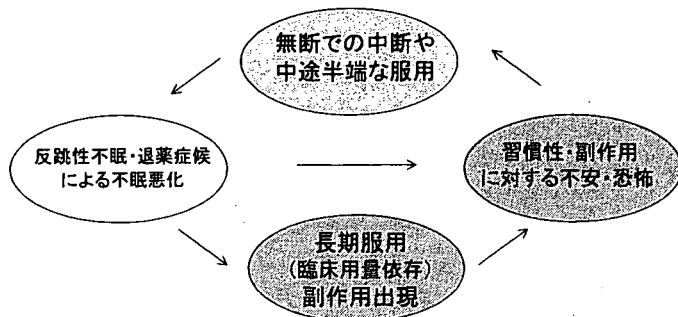 無断での中断や
中途半端な服用
反跳性不眠・退薬症候
による不眠悪化
習慣性・副作用
に対する不安・恐怖
長期服用
(臨床用量依存)
副作用出現